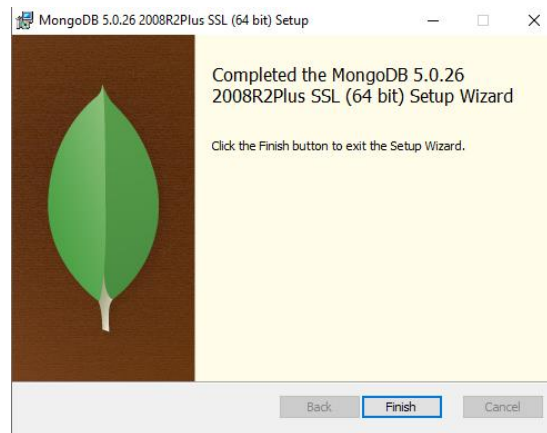 MongoDB 5.0.26 2008R2Plus SSL (64 bit) Setup
Completed the MongoDB 5.0.26
2008R2Plus SSL (64 bit) Setup Wizard
Click the Finish button to exit the Setup Wizard.
Back Finish Cancel